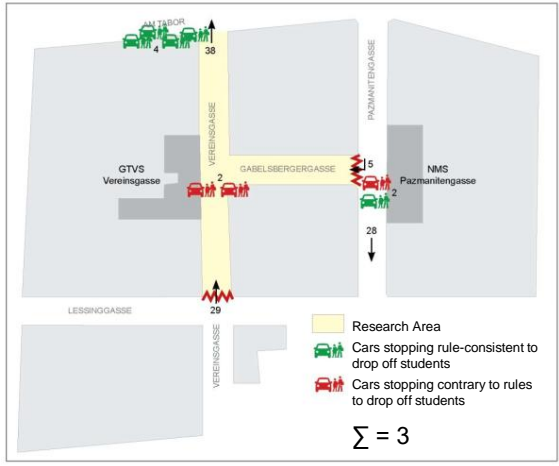 AM TABOR
4
38
PAZMANITENGASSE
VEREINSGASSE
GABELSBERGERGASSE
5
GTVS
Vereinsgasse
NMS
Pazmanitengasse
2
2
28
29
LESSINGGASSE
VEREINSGASSE
Research Area
Cars stopping rule-consistent to
drop off students
Cars stopping contrary to rules
to drop off students
∑ = 3